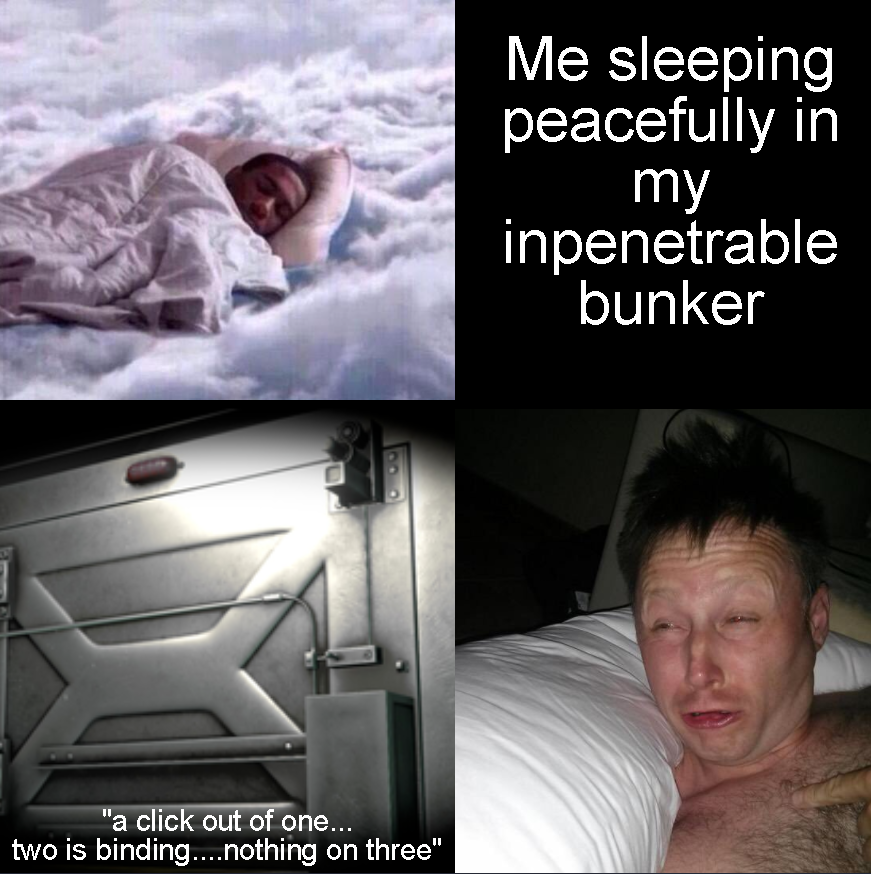 Me sleeping
peacefully in
my
inpenetrable
bunker
"a click out of one...
two is binding....nothing on three"